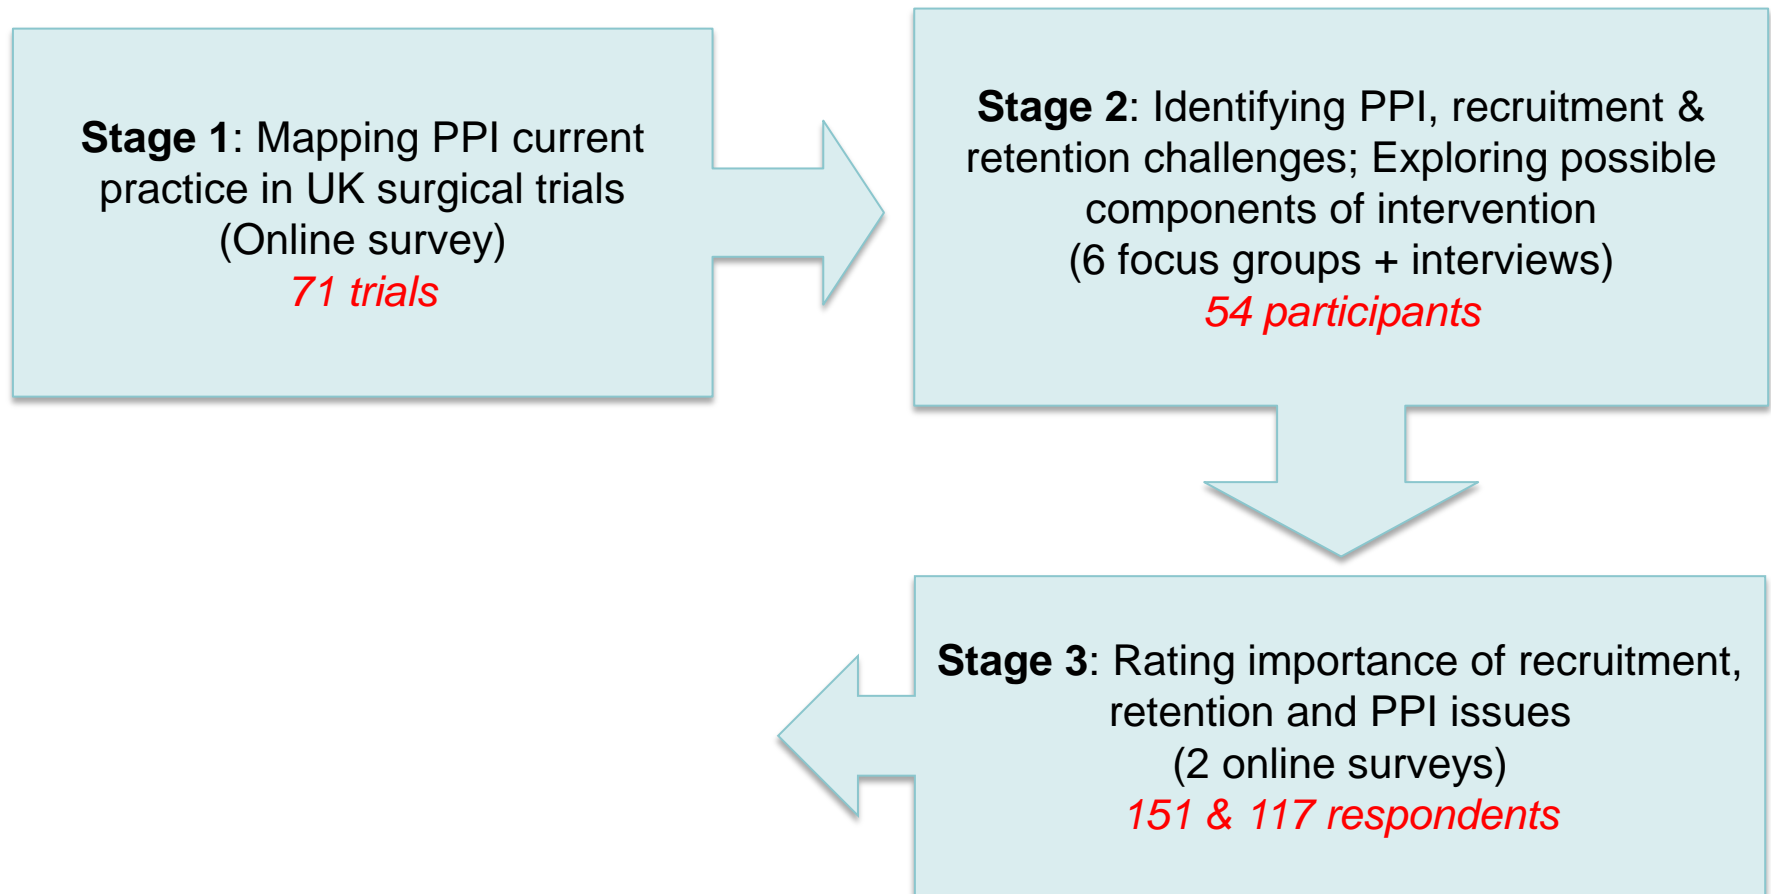 Stage 1: Mapping PPI current
practice in UK surgical trials
(Online survey)
71 trials
Stage 2: Identifying PPI, recruitment &
retention challenges; Exploring possible
components of intervention
(6 focus groups + interviews)
54 participants
Stage 3: Rating importance of recruitment,
retention and PPI issues
(2 online surveys)
151 & 117 respondents